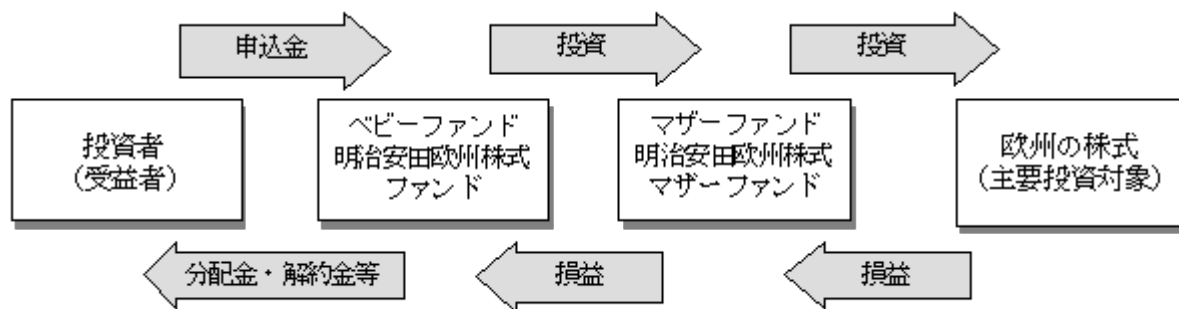 申込金
投資
投資
投資者
(受益者)
ベビーファンド
明治安田欧州株式
ファンド
マザーファンド
明治安田欧州株式
マザーファンド
欧州の株式
(主要投資対象)
分配金・解約金等
損益
損益